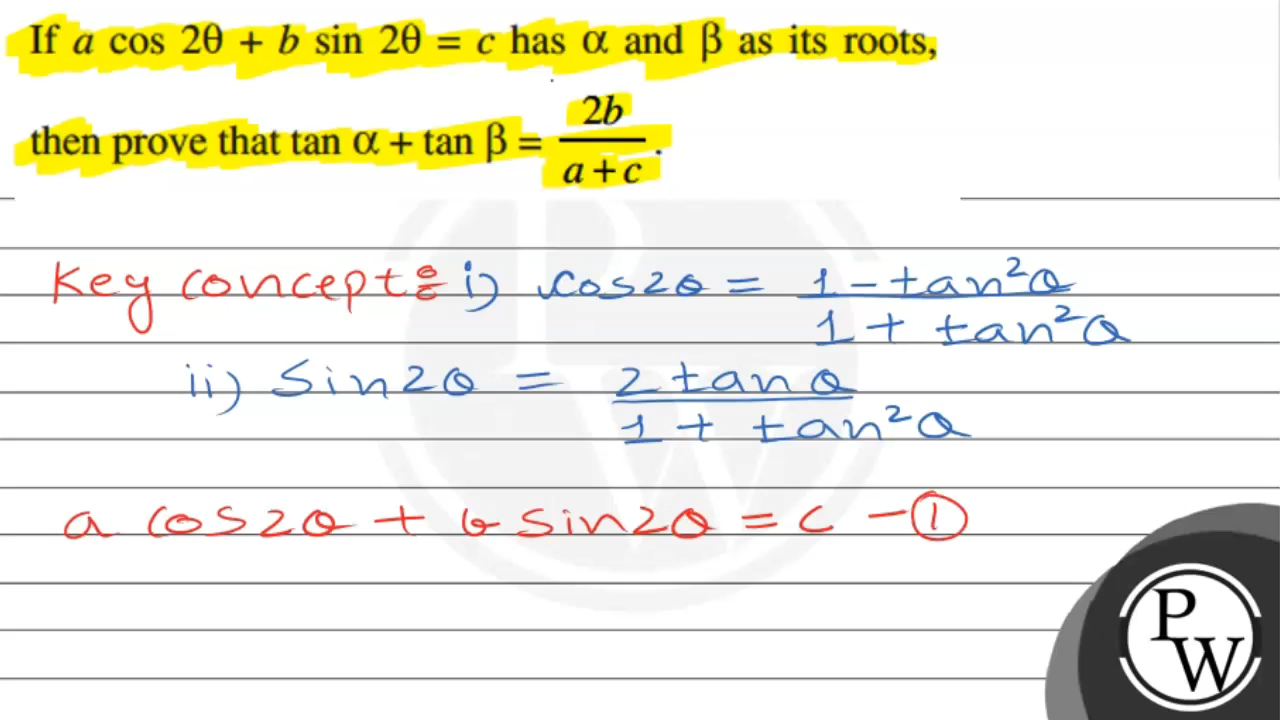 If a cos 2θ + b sin 2θ = c has α and β as its roots,
then prove that tan α + tan β = 2b / a + c .
Key concept: i) cos2θ = 1 - tan²θ / 1 + tan²θ
ii) sin2θ = 2 tanθ / 1 + tan²θ
a cos2θ + b sin2θ = c - ①
PW